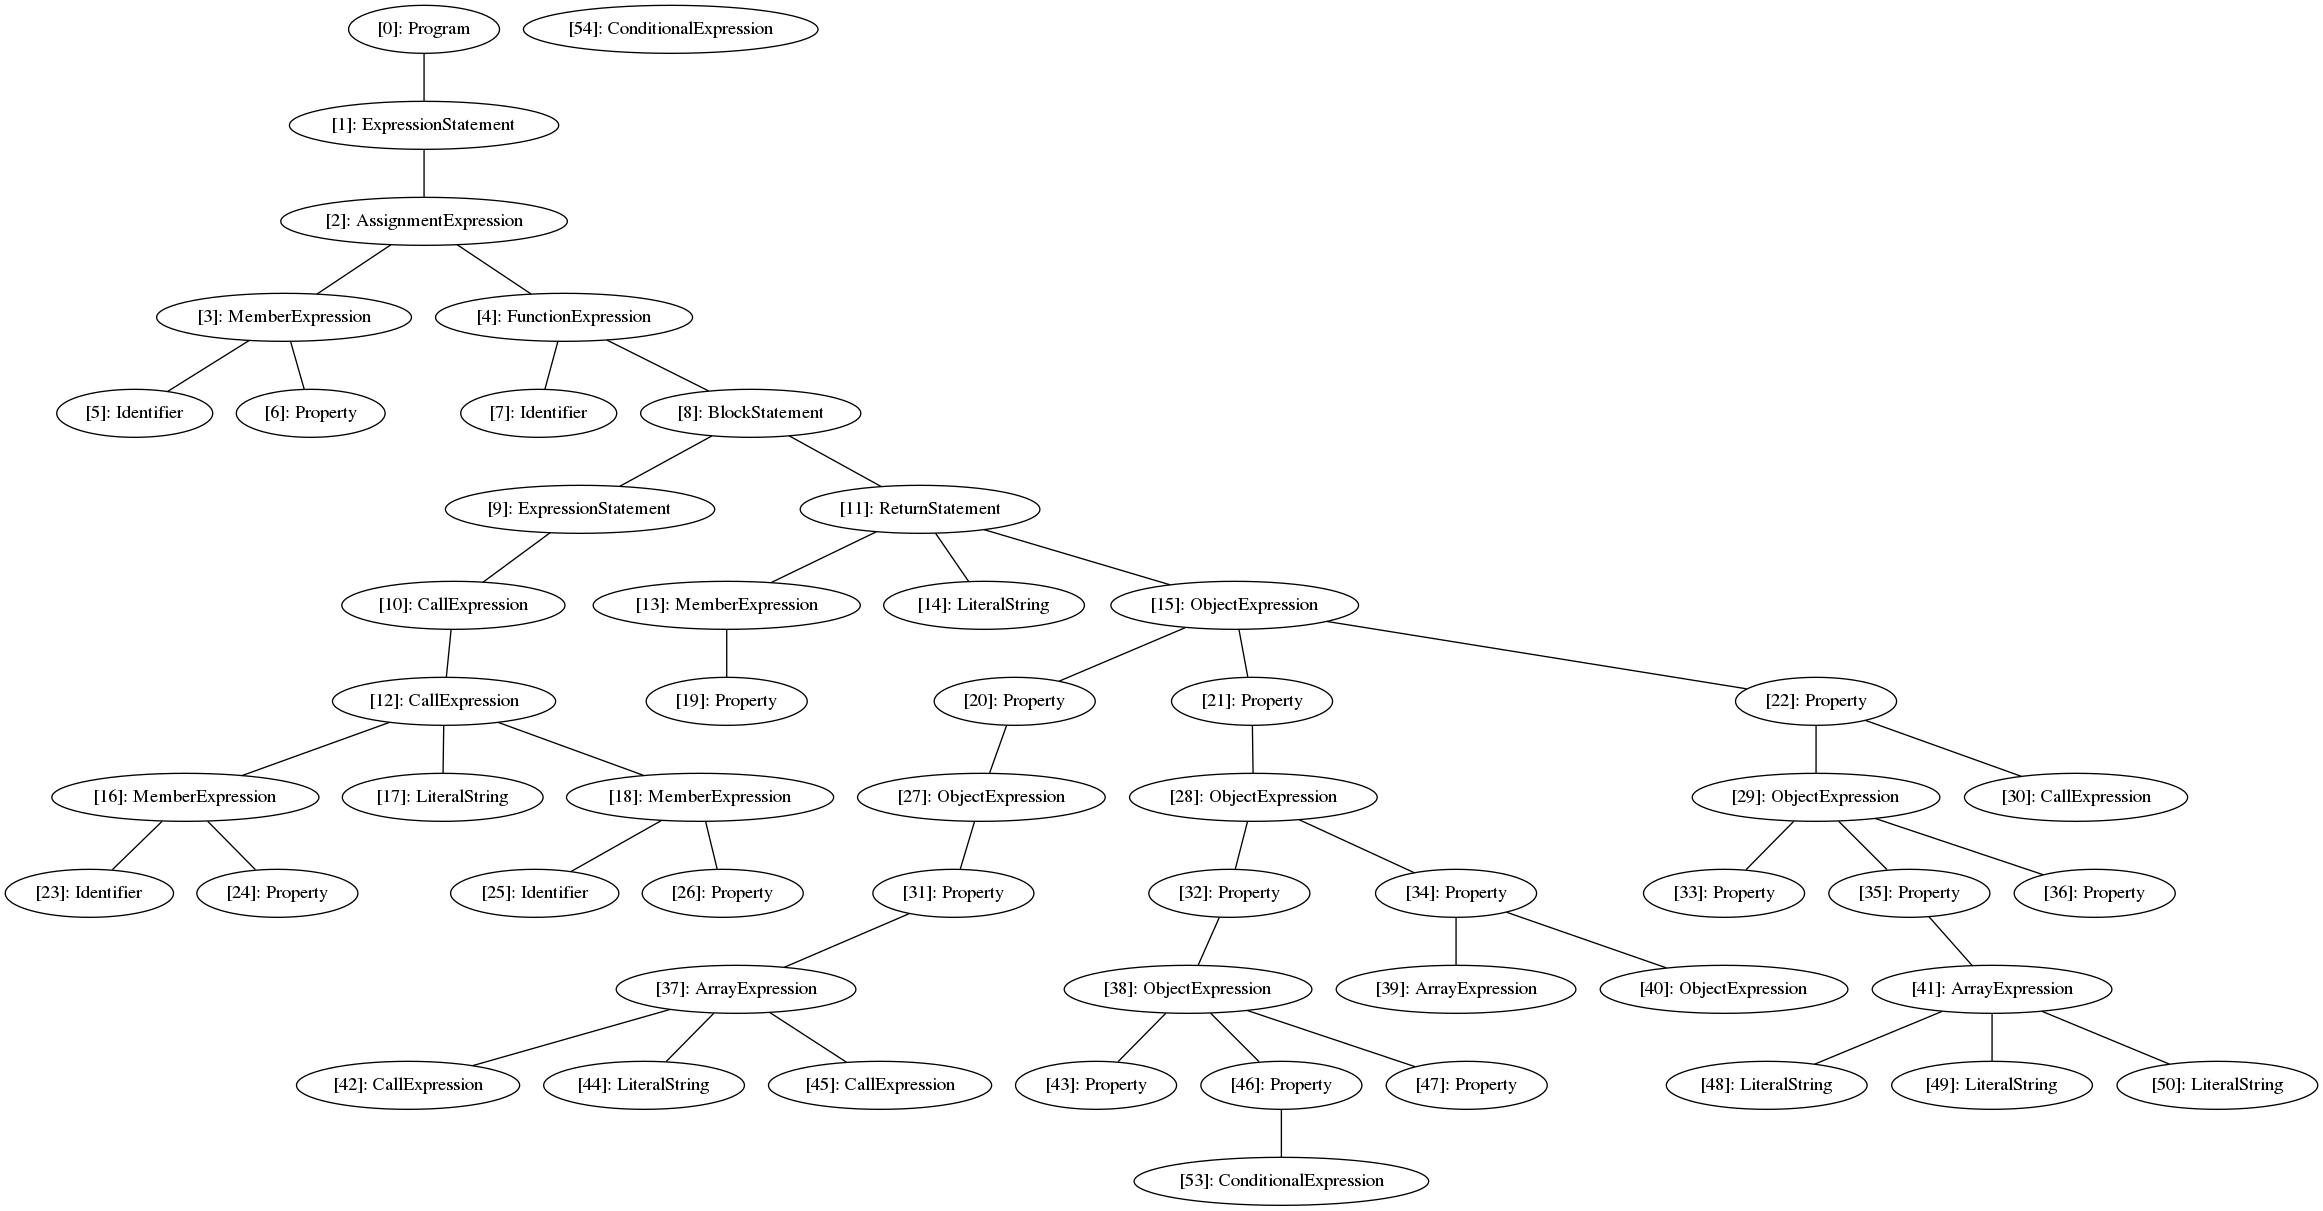 [0]: Program
[54]: ConditionalExpression
[1]: ExpressionStatement
[2]: AssignmentExpression
[3]: MemberExpression
[4]: FunctionExpression
[5]: Identifier
[6]: Property
[7]: Identifier
[8]: BlockStatement
[9]: ExpressionStatement
[11]: ReturnStatement
[10]: CallExpression
[13]: MemberExpression
[14]: LiteralString
[15]: ObjectExpression
[12]: CallExpression
[19]: Property
[20]: Property
[21]: Property
[22]: Property
[16]: MemberExpression
[17]: LiteralString
[18]: MemberExpression
[27]: ObjectExpression
[28]: ObjectExpression
[29]: ObjectExpression
[30]: CallExpression
[23]: Identifier
[24]: Property
[25]: Identifier
[26]: Property
[31]: Property
[32]: Property
[34]: Property
[33]: Property
[35]: Property
[36]: Property
[37]: ArrayExpression
[38]: ObjectExpression
[39]: ArrayExpression
[40]: ObjectExpression
[41]: ArrayExpression
[42]: CallExpression
[44]: LiteralString
[45]: CallExpression
[43]: Property
[46]: Property
[47]: Property
[48]: LiteralString
[49]: LiteralString
[50]: LiteralString
[53]: ConditionalExpression